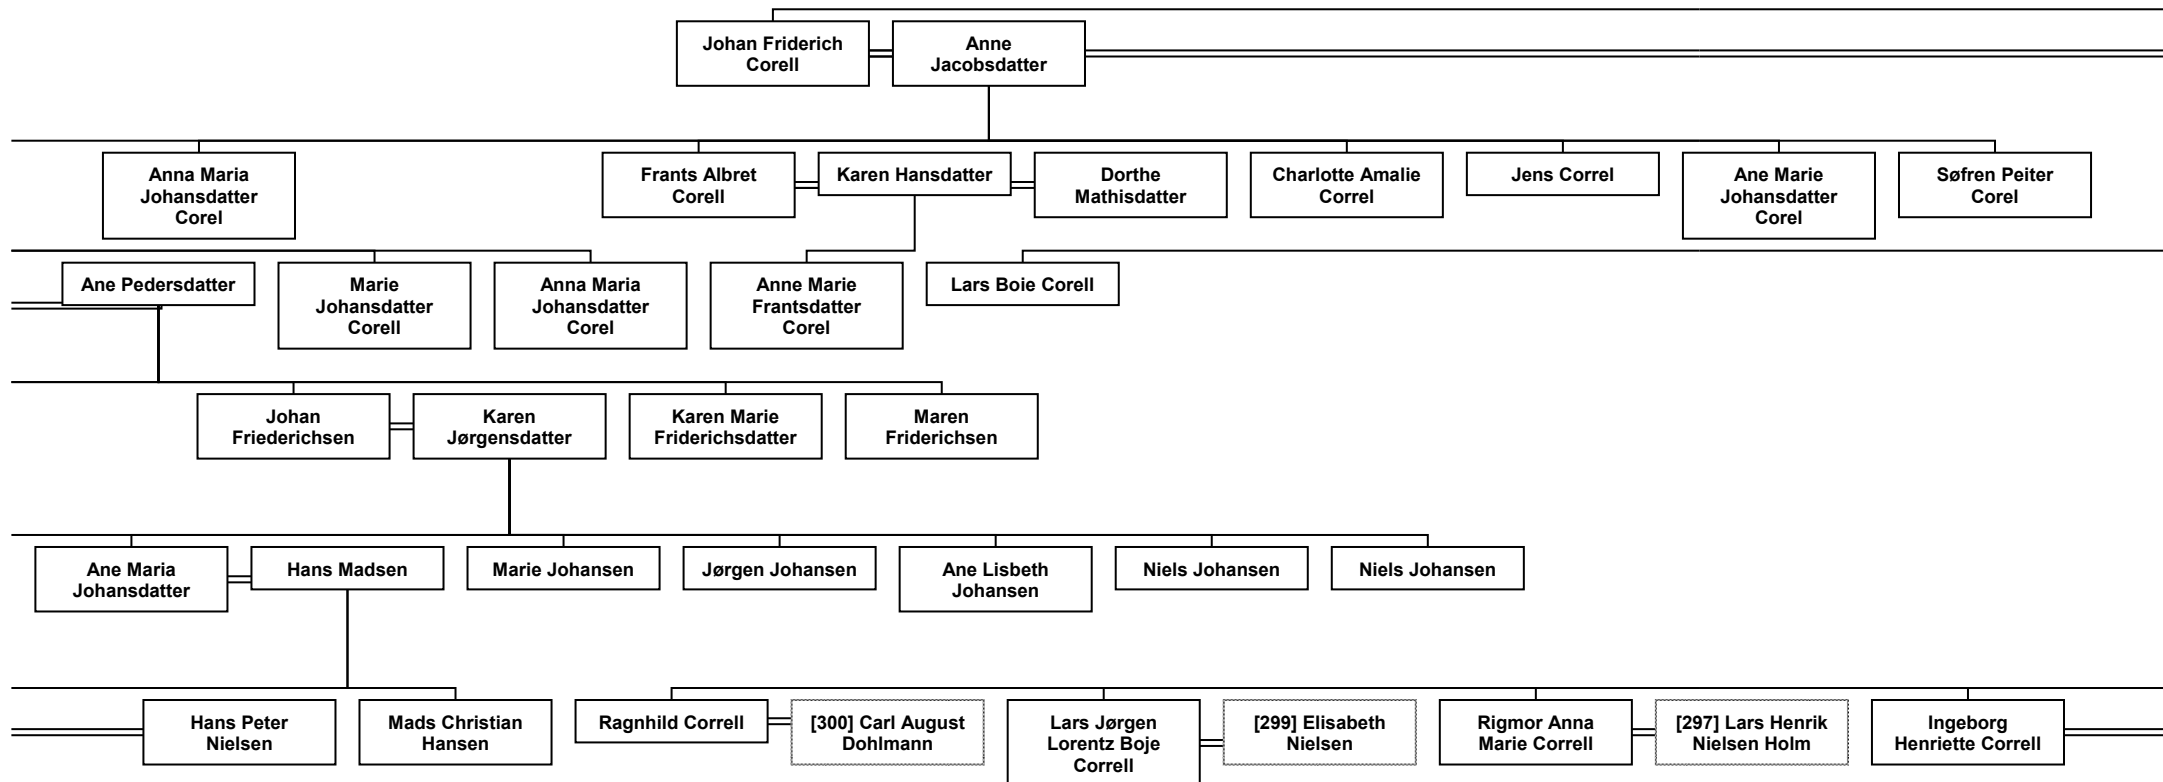 Johan Friderich
Corell
Anne
Jacobsdatter
Anna Maria
Johansdatter
Corel
Frants Albret
Corell
Karen Hansdatter
Dorthe
Mathisdatter
Charlotte Amalie
Correl
Jens Correl
Ane Marie
Johansdatter
Corel
Søfren Peiter
Corel
Ane Pedersdatter
Marie
Johansdatter
Corell
Anna Maria
Johansdatter
Corel
Anne Marie
Frantsdatter
Corel
Lars Boie Corell
Johan
Friederichsen
Karen
Jørgensdatter
Karen Marie
Friderichsdatter
Maren
Friderichsen
Ane Maria
Johansdatter
Hans Madsen
Marie Johansen
Jørgen Johansen
Ane Lisbeth
Johansen
Niels Johansen
Niels Johansen
Hans Peter
Nielsen
Mads Christian
Hansen
Ragnhild Correll
[300] Carl August
Dohlmann
Lars Jørgen
Lorentz Boje
Correll
[299] Elisabeth
Nielsen
Rigmor Anna
Marie Correll
[297] Lars Henrik
Nielsen Holm
Ingeborg
Henriette Correll